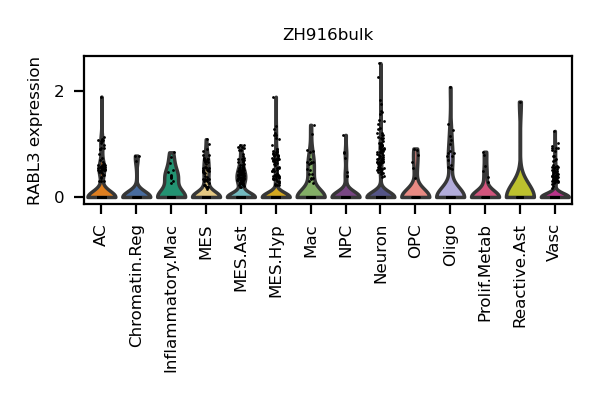 ZH916bulk
RABL3 expression
2
0
AC
Chromatin.Reg
Inflammatory.Mac
MES
MES.Ast
MES.Hyp
Mac
NPC
Neuron
OPC
Oligo
Prolif.Metab
Reactive.Ast
Vasc